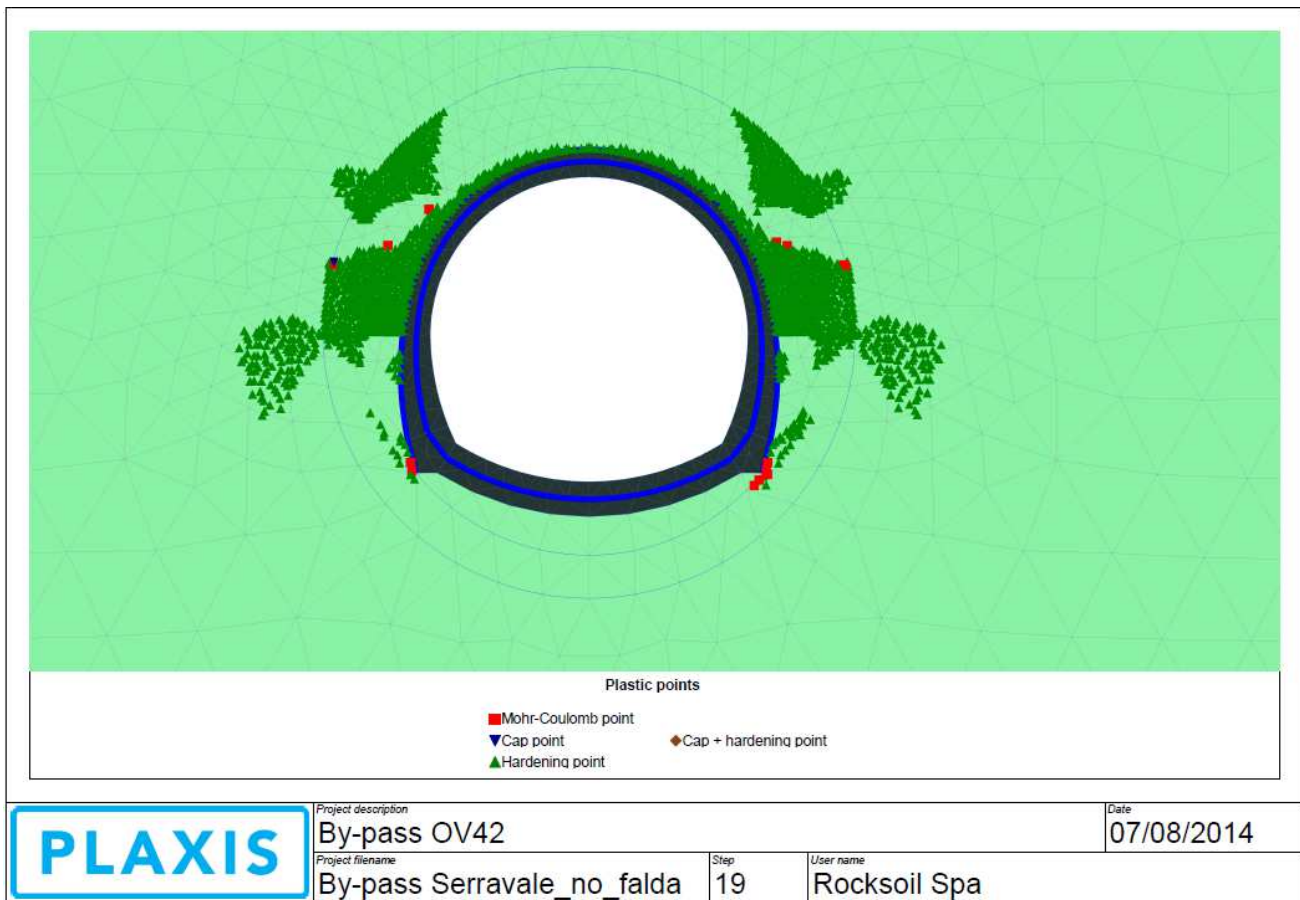 Plastic points
Mohr-Coulomb point
Cap point
Cap + hardening point
Hardening point
PLAXIS
Project description
By-pass OV42
Date
07/08/2014
Project filename
By-pass Serravale_no_falda
Step
19
User name
Rocksoil Spa